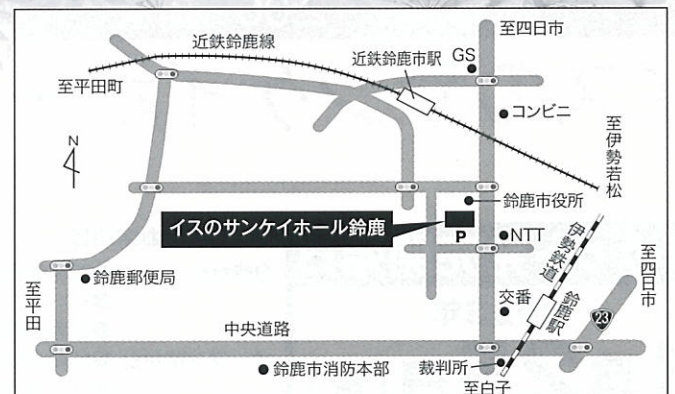 至四日市
近鉄鈴鹿線
近鉄鈴鹿市駅
GS
至平田町
コンビニ
至伊勢若松
N
鈴鹿市役所
イスのサンケイホール鈴鹿
P
NTT
伊勢鉄道
至四日市
鈴鹿郵便局
交番
鈴鹿駅
23
至平田
中央道路
鈴鹿市消防本部
裁判所
至白子